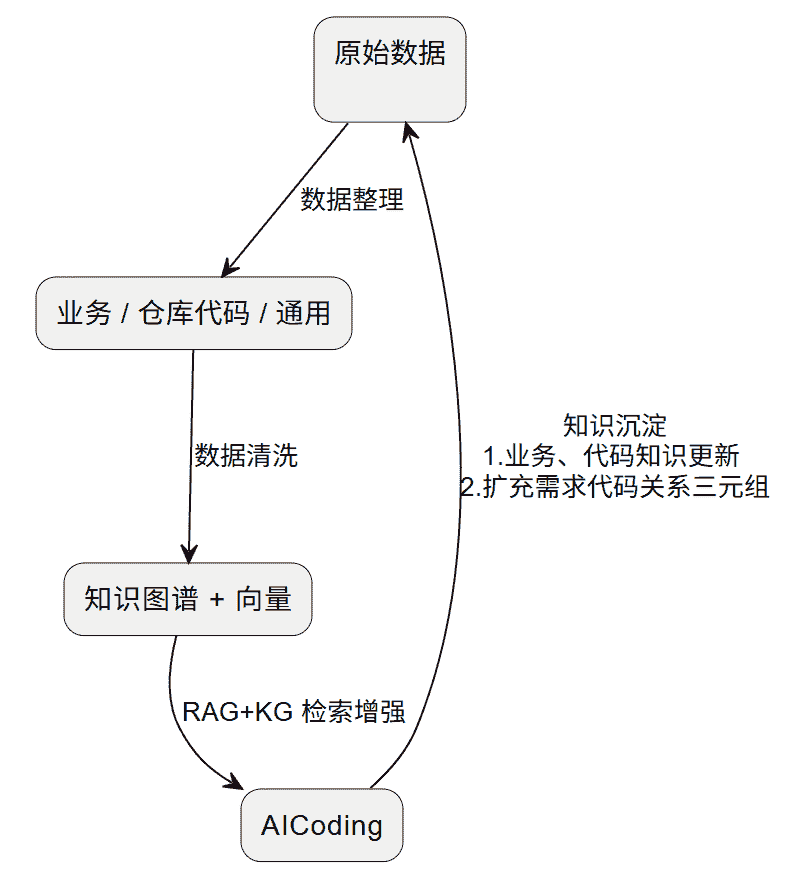 原始数据
数据整理
业务 / 仓库代码 / 通用
数据清洗
知识沉淀
1.业务、代码知识更新
2.扩充需求代码关系三元组
知识图谱 + 向量
RAG+KG 检索增强
AICoding